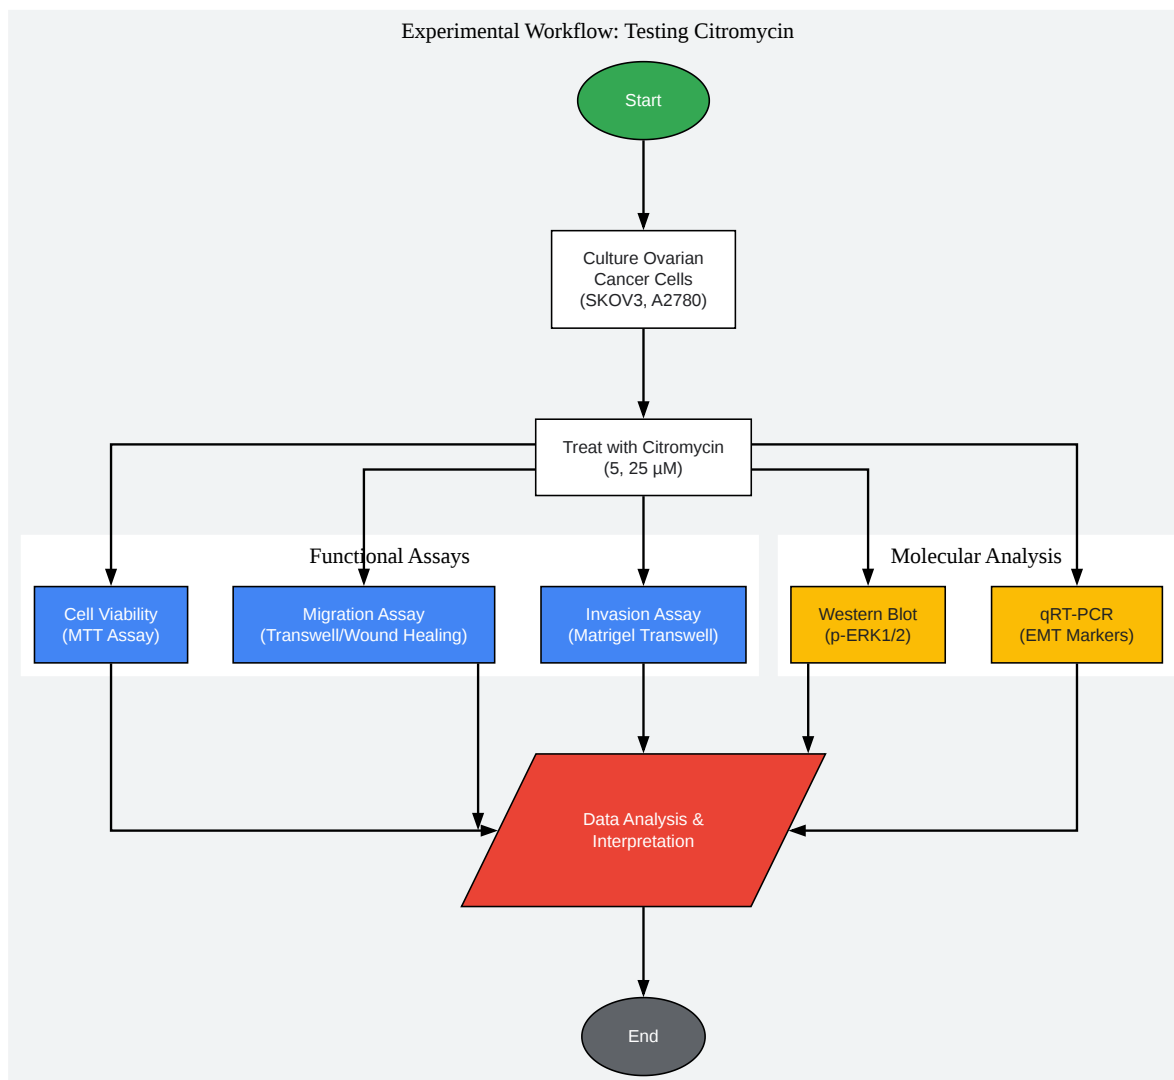 Experimental Workflow: Testing Citromycin
Start
Culture Ovarian
Cancer Cells
(SKOV3, A2780)
Treat with Citromycin
(5, 25 µM)
Functional Assays
Molecular Analysis
Cell Viability
(MTT Assay)
Migration Assay
(Transwell/Wound Healing)
Invasion Assay
(Matrigel Transwell)
Western Blot
(p-ERK1/2)
qRT-PCR
(EMT Markers)
Data Analysis &
Interpretation
End